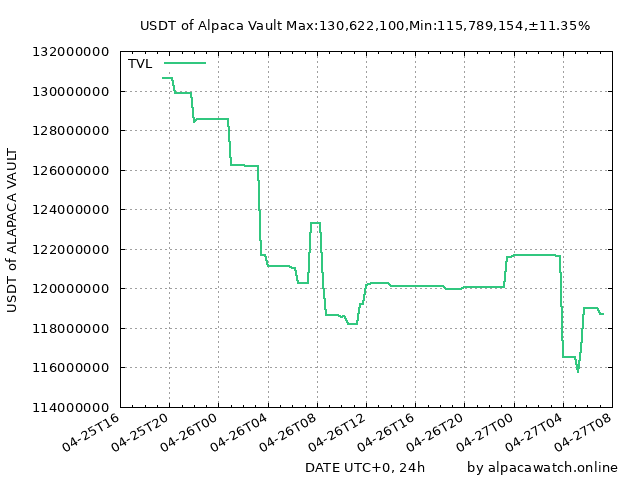 USDT of Alpaca Vault Max:130,622,100,Min:115,789,154,±11.35%
TVL
USDT of ALAPACA VAULT
132000000
130000000
128000000
126000000
124000000
122000000
120000000
118000000
116000000
114000000
04-25T16
04-25T20
04-26T00
04-26T04
04-26T08
04-26T12
04-26T16
04-26T20
04-27T00
04-27T04
04-27T08
DATE UTC+0, 24h
by alpacawatch.online